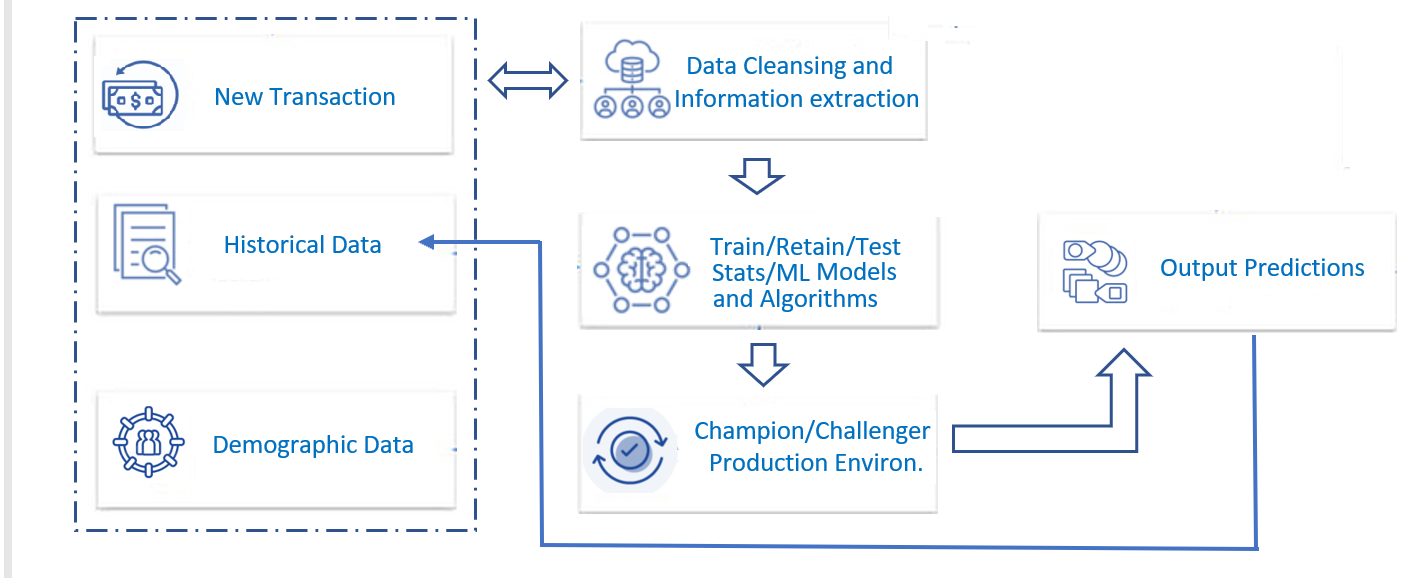 New Transaction
Historical Data
Demographic Data
Data Cleansing and
Information extraction
Train/Retain/Test
Stats/ML Models
and Algorithms
Champion/Challenger
Production Environ.
Output Predictions